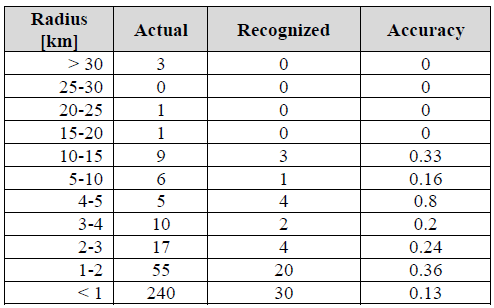 Radius [km] Actual Recognized Accuracy
> 30 3 0 0
25-30 0 0 0
20-25 1 0 0
15-20 1 0 0
10-15 9 3 0.33
5-10 6 1 0.16
4-5 5 4 0.8
3-4 10 2 0.2
2-3 17 4 0.24
1-2 55 20 0.36
< 1 240 30 0.13